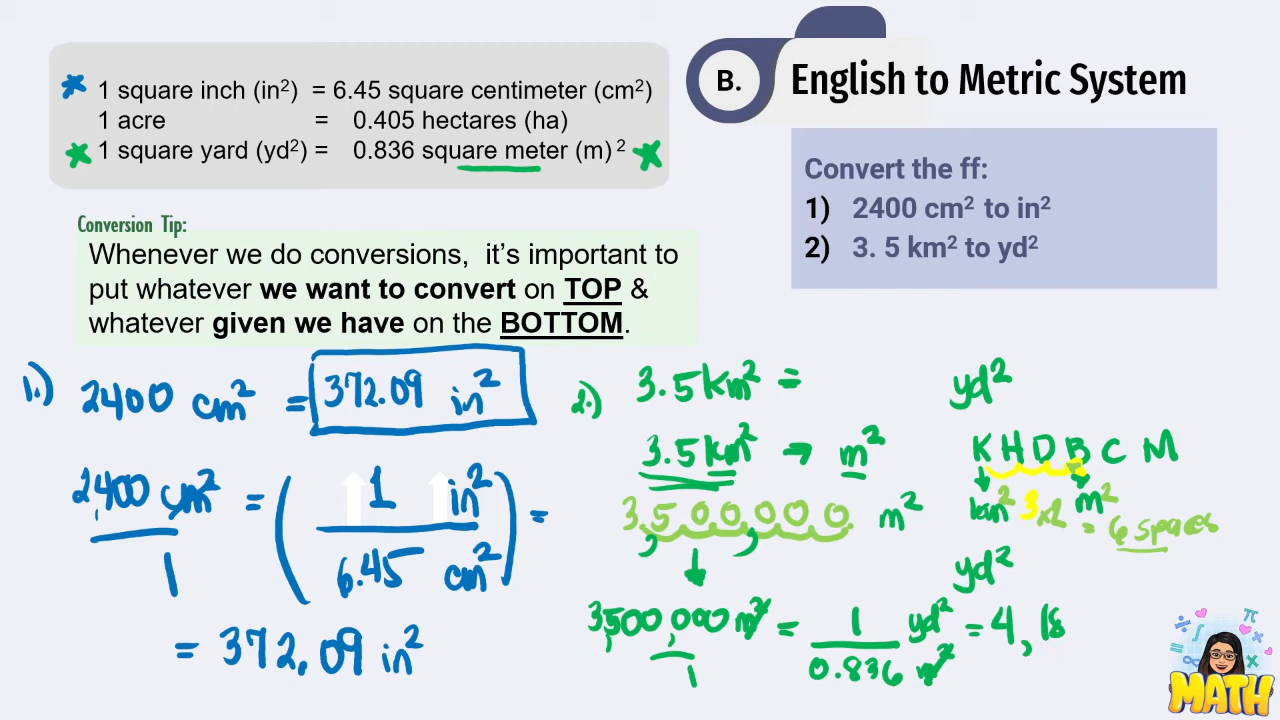 1 square inch (in²) = 6.45 square centimeter (cm²)
1 acre = 0.405 hectares (ha)
1 square yard (yd²) = 0.836 square meter (m) ²
B.
English to Metric System
Convert the ff:
1) 2400 cm² to in²
2) 3. 5 km² to yd²
Conversion Tip:
Whenever we do conversions, it's important to
put whatever we want to convert on TOP &
whatever given we have on the BOTTOM.
1.) 2400 cm² = 372.09 in²
2,400 cm² / 1 = ( 1 in² / 6.45 cm² ) =
= 372.09 in²
2.) 3.5 km² = yd²
3.5 km² → m²
K H D B C M
km² 3 x2 m² = 6 spaces
3,500,000 m²
yd²
3,500,000 m² / 1 = 1 yd² / 0.836 m² = 4,18
MATH